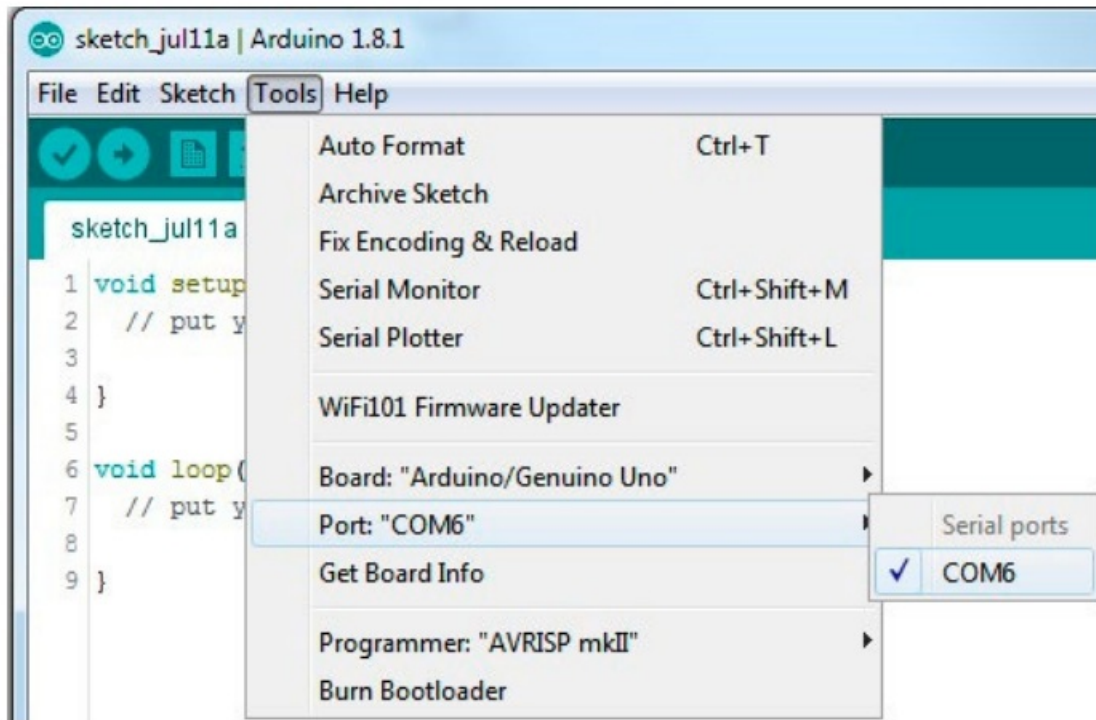 sketch_jul11a | Arduino 1.8.1
File Edit Sketch Tools Help
Auto Format Ctrl+T
Archive Sketch
sketch_jul11a
Fix Encoding & Reload
1 void setup
Serial Monitor Ctrl+Shift+M
2 // put y
Serial Plotter Ctrl+Shift+L
3
4 }
WiFi101 Firmware Updater
5
6 void loop(
Board: "Arduino/Genuino Uno"
7 // put y
Port: "COM6"
Serial ports
8
Get Board Info
COM6
9 }
Programmer: "AVRISP mkII"
Burn Bootloader